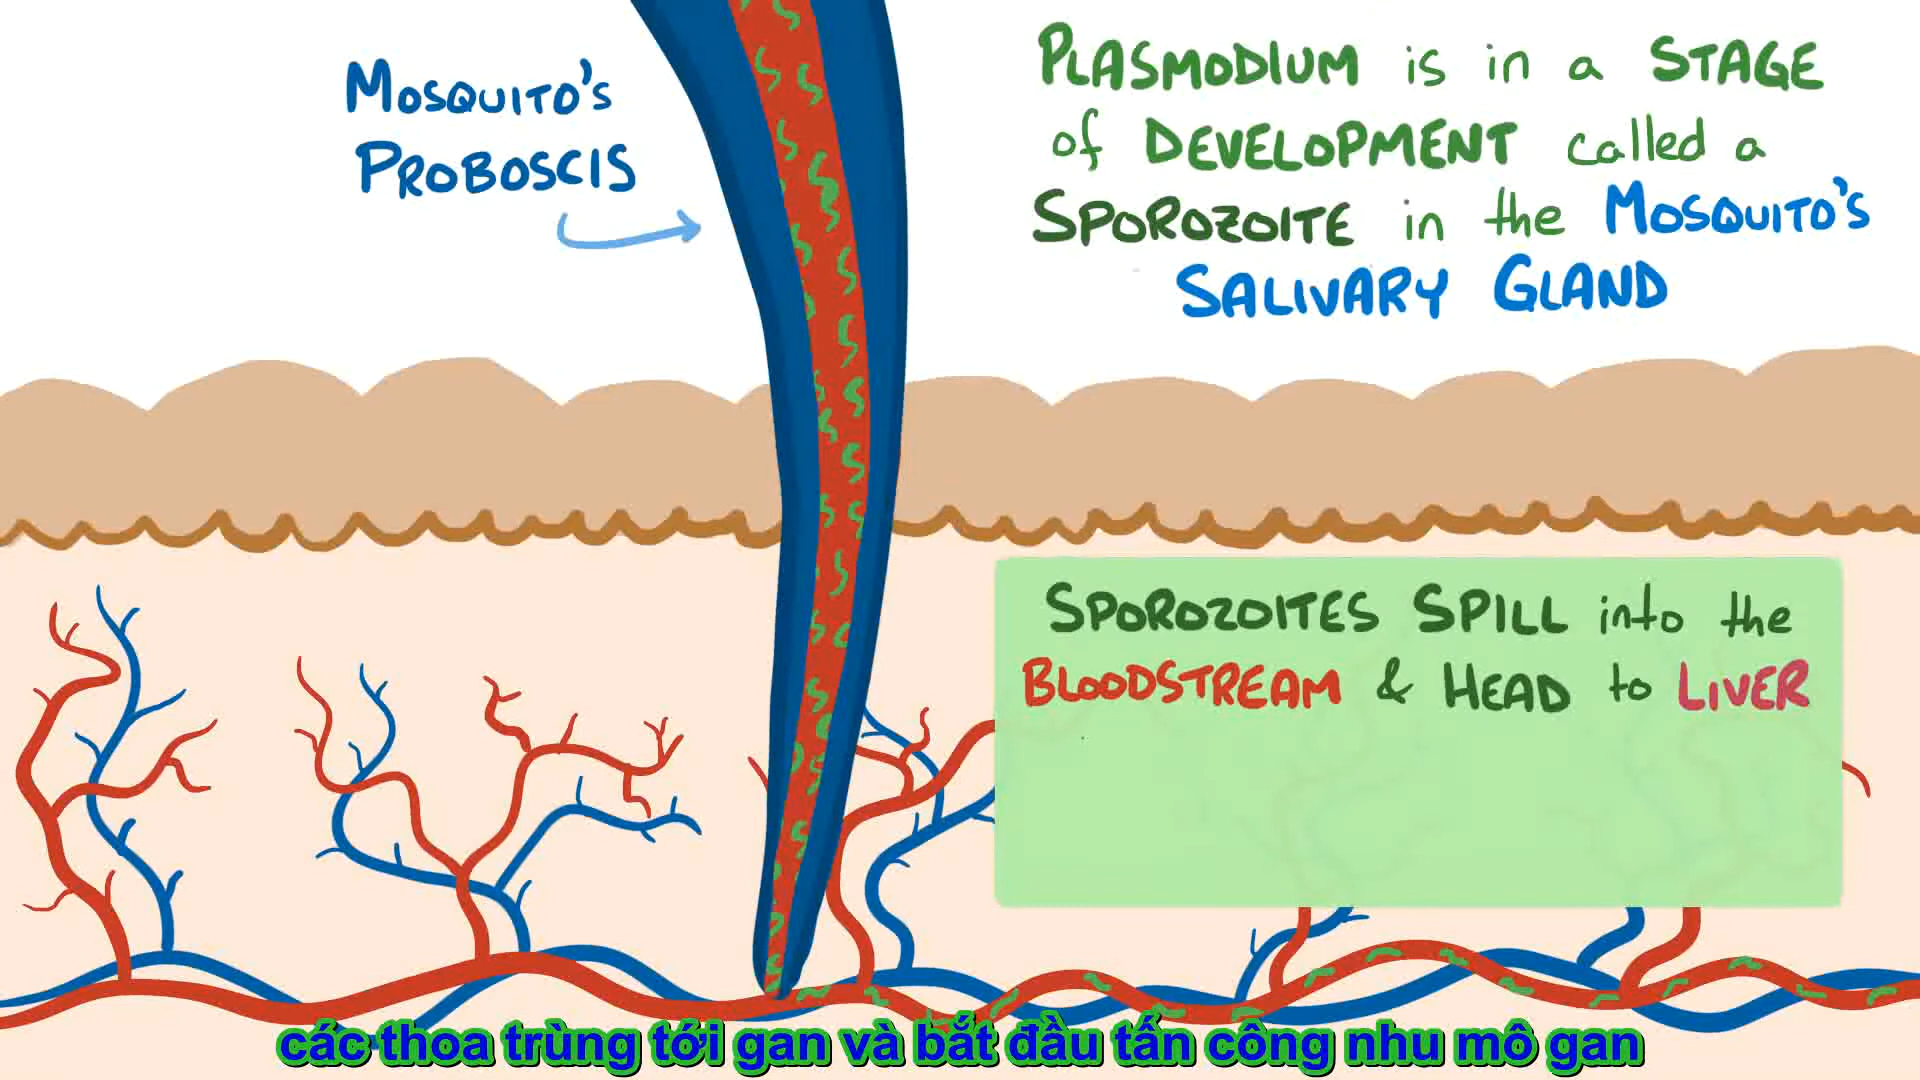 MOSQUITO'S
PROBOSCIS
PLASMODIUM is in a STAGE
of DEVELOPMENT called a
SPOROZOITE in the MOSQUITO'S
SALIVARY GLAND
SPOROZOITES SPILL into the
BLOODSTREAM & HEAD to LIVER
các thoa trùng tới gan và bắt đầu tấn công nhu mô gan